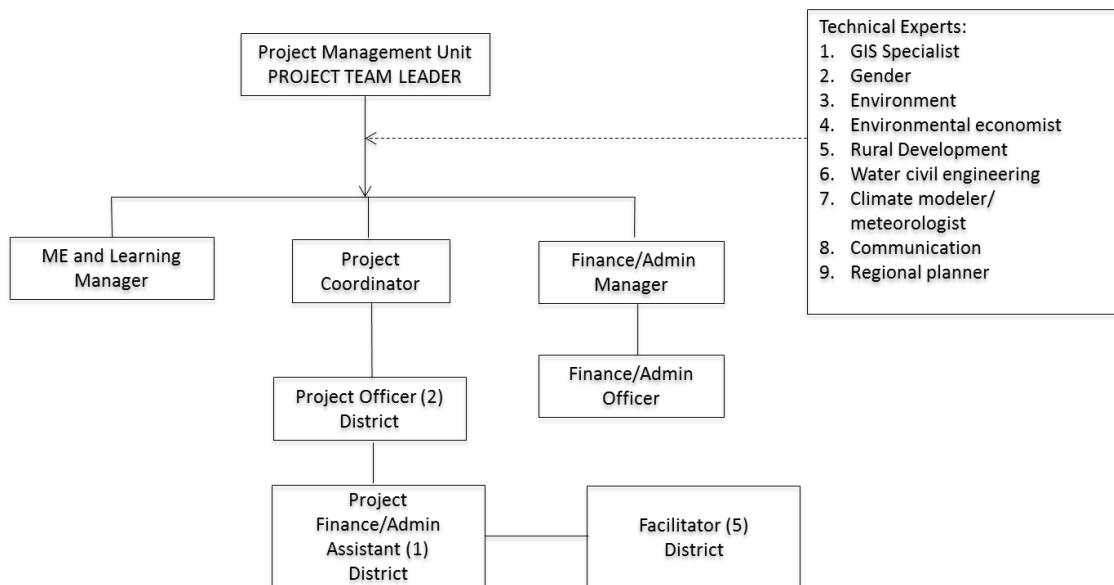 Project Management Unit
PROJECT TEAM LEADER
Technical Experts:
1. GIS Specialist
2. Gender
3. Environment
4. Environmental economist
5. Rural Development
6. Water civil engineering
7. Climate modeler/
meteorologist
8. Communication
9. Regional planner
ME and Learning
Manager
Project
Coordinator
Finance/Admin
Manager
Project Officer (2)
District
Finance/Admin
Officer
Project
Finance/Admin
Assistant (1)
District
Facilitator (5)
District